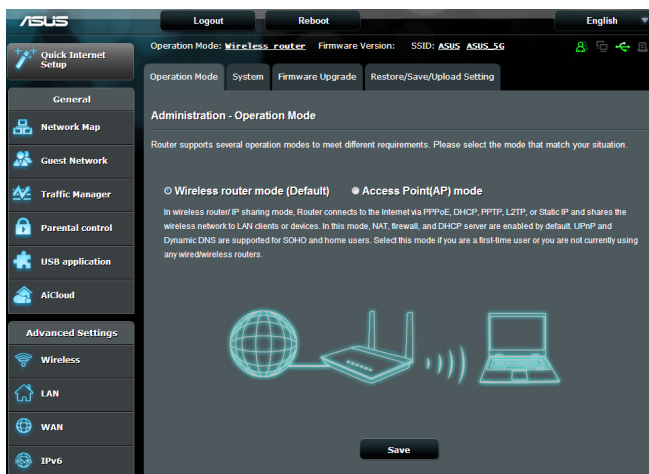 ASUS
Logout
Reboot
English
Quick Internet
Setup
Operation Mode: Wireless router Firmware Version: SSID: ASUS ASUS_5G
Operation Mode
System
Firmware Upgrade
Restore/Save/Upload Setting
General
Network Map
Guest Network
Traffic Manager
Parental control
USB application
AiCloud
Advanced Settings
Wireless
LAN
WAN
IPv6
Administration - Operation Mode
Router supports several operation modes to meet different requirements. Please select the mode that match your situation.
Wireless router mode (Default)
Access Point(AP) mode
In wireless router/ IP sharing mode, Router connects to the Internet via PPPoE, DHCP, PPTP, L2TP, or Static IP and shares the
wireless network to LAN clients or devices. In this mode, NAT, firewall, and DHCP server are enabled by default. UPnP and
Dynamic DNS are supported for SOHO and home users. Select this mode if you are a first-time user or you are not currently using
any wired/wireless routers.
Save